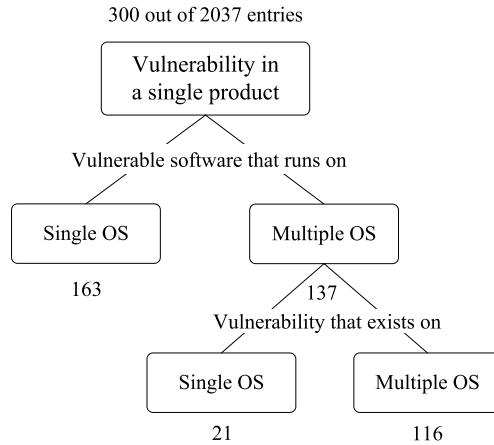 300 out of 2037 entries
Vulnerability in
a single product
Vulnerable software that runs on
Single OS
Multiple OS
163
137
Vulnerability that exists on
Single OS
Multiple OS
21
116